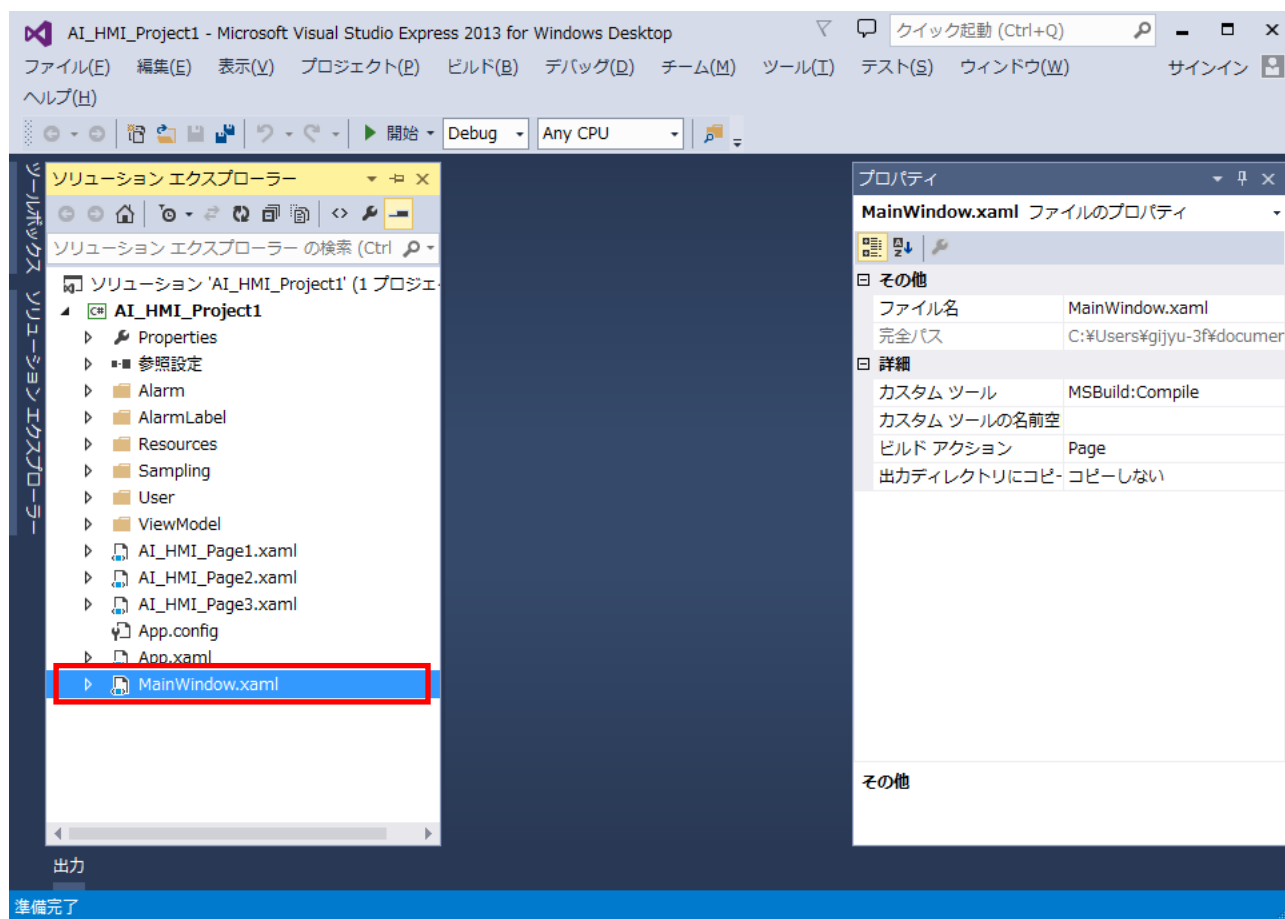 AI_HMI_Project1 - Microsoft Visual Studio Express 2013 for Windows Desktop
クイック起動 (Ctrl+Q)
ファイル(F) 編集(E) 表示(V) プロジェクト(P) ビルド(B) デバッグ(D) チーム(M) ツール(T) テスト(S) ウィンドウ(W) サインイン
ヘルプ(H)
開始 Debug Any CPU
ツールボックス
ソリューション エクスプローラー
ソリューション エクスプローラー
ソリューション エクスプローラー の検索 (Ctrl
ソリューション 'AI_HMI_Project1' (1 プロジェ
C# AI_HMI_Project1
Properties
参照設定
Alarm
AlarmLabel
Resources
Sampling
User
ViewModel
AI_HMI_Page1.xaml
AI_HMI_Page2.xaml
AI_HMI_Page3.xaml
App.config
App.xaml
MainWindow.xaml
プロパティ
MainWindow.xaml ファイルのプロパティ
その他
ファイル名 MainWindow.xaml
完全パス C:¥Users¥gijyu-3f¥documer
詳細
カスタム ツール MSBuild:Compile
カスタム ツールの名前空
ビルド アクション Page
出力ディレクトリにコピー コピーしない
その他
出力
準備完了